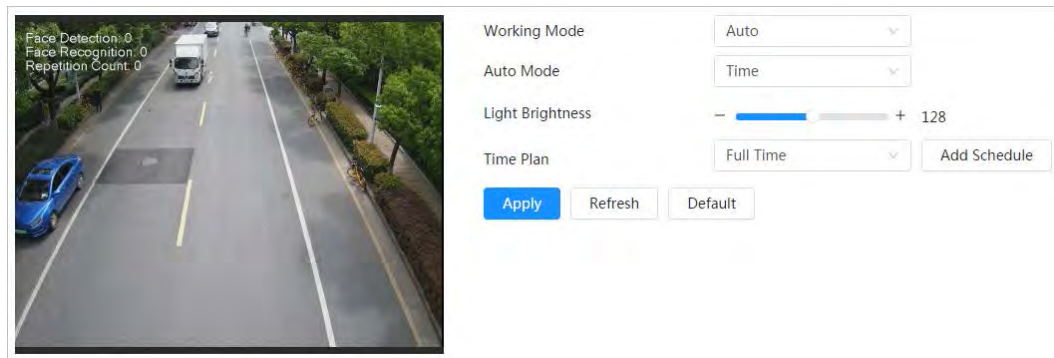 Face Detection: 0
Face Recognition: 0
Repetition Count: 0
Working Mode Auto
Auto Mode Time
Light Brightness - + 128
Time Plan Full Time Add Schedule
Apply Refresh Default